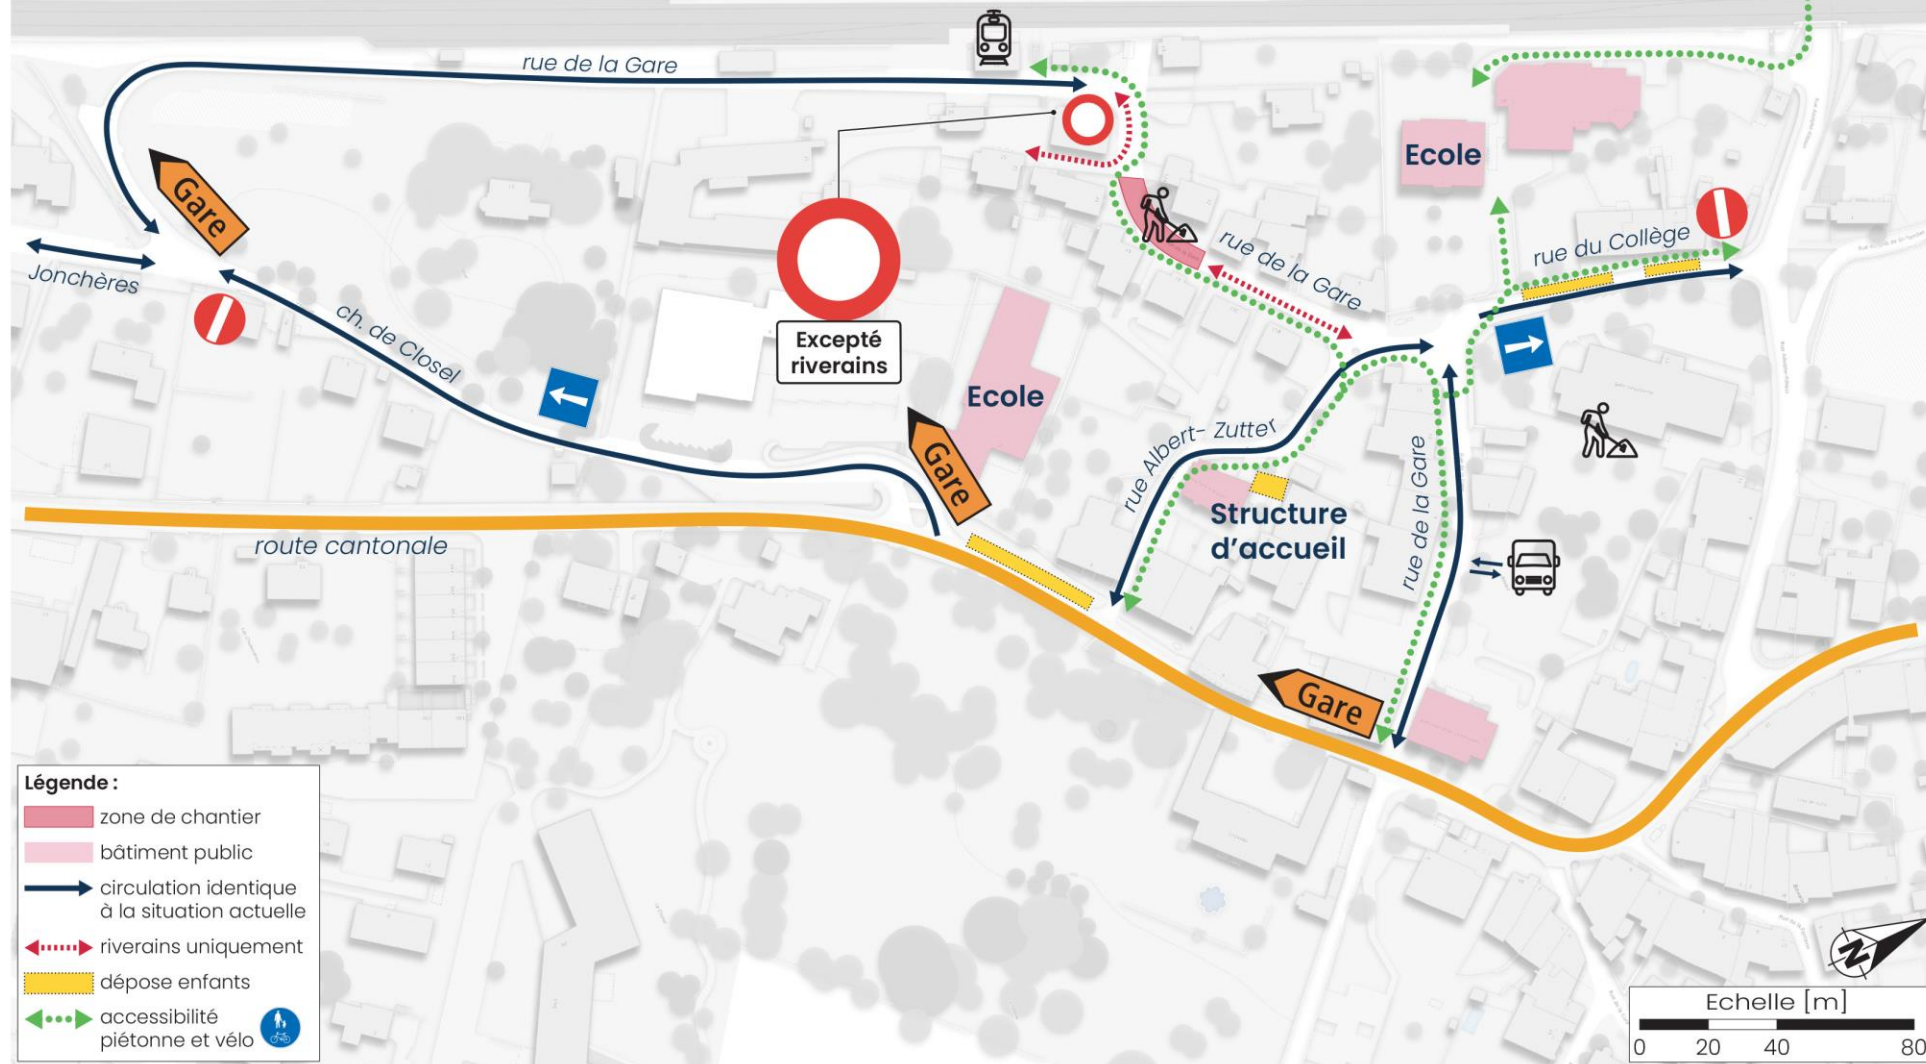 rue de la Gare
Gare
Jonchères
ch. de Closel
Excepté
riverains
Ecole
Gare
rue de la Gare
Ecole
rue du Collège
rue Albert- Zutter
Structure
d'accueil
rue de la Gare
Gare
route cantonale
Légende :
zone de chantier
bâtiment public
circulation identique
à la situation actuelle
riverains uniquement
dépose enfants
accessibilité
piétonne et vélo
N
Echelle [m]
0 20 40 80